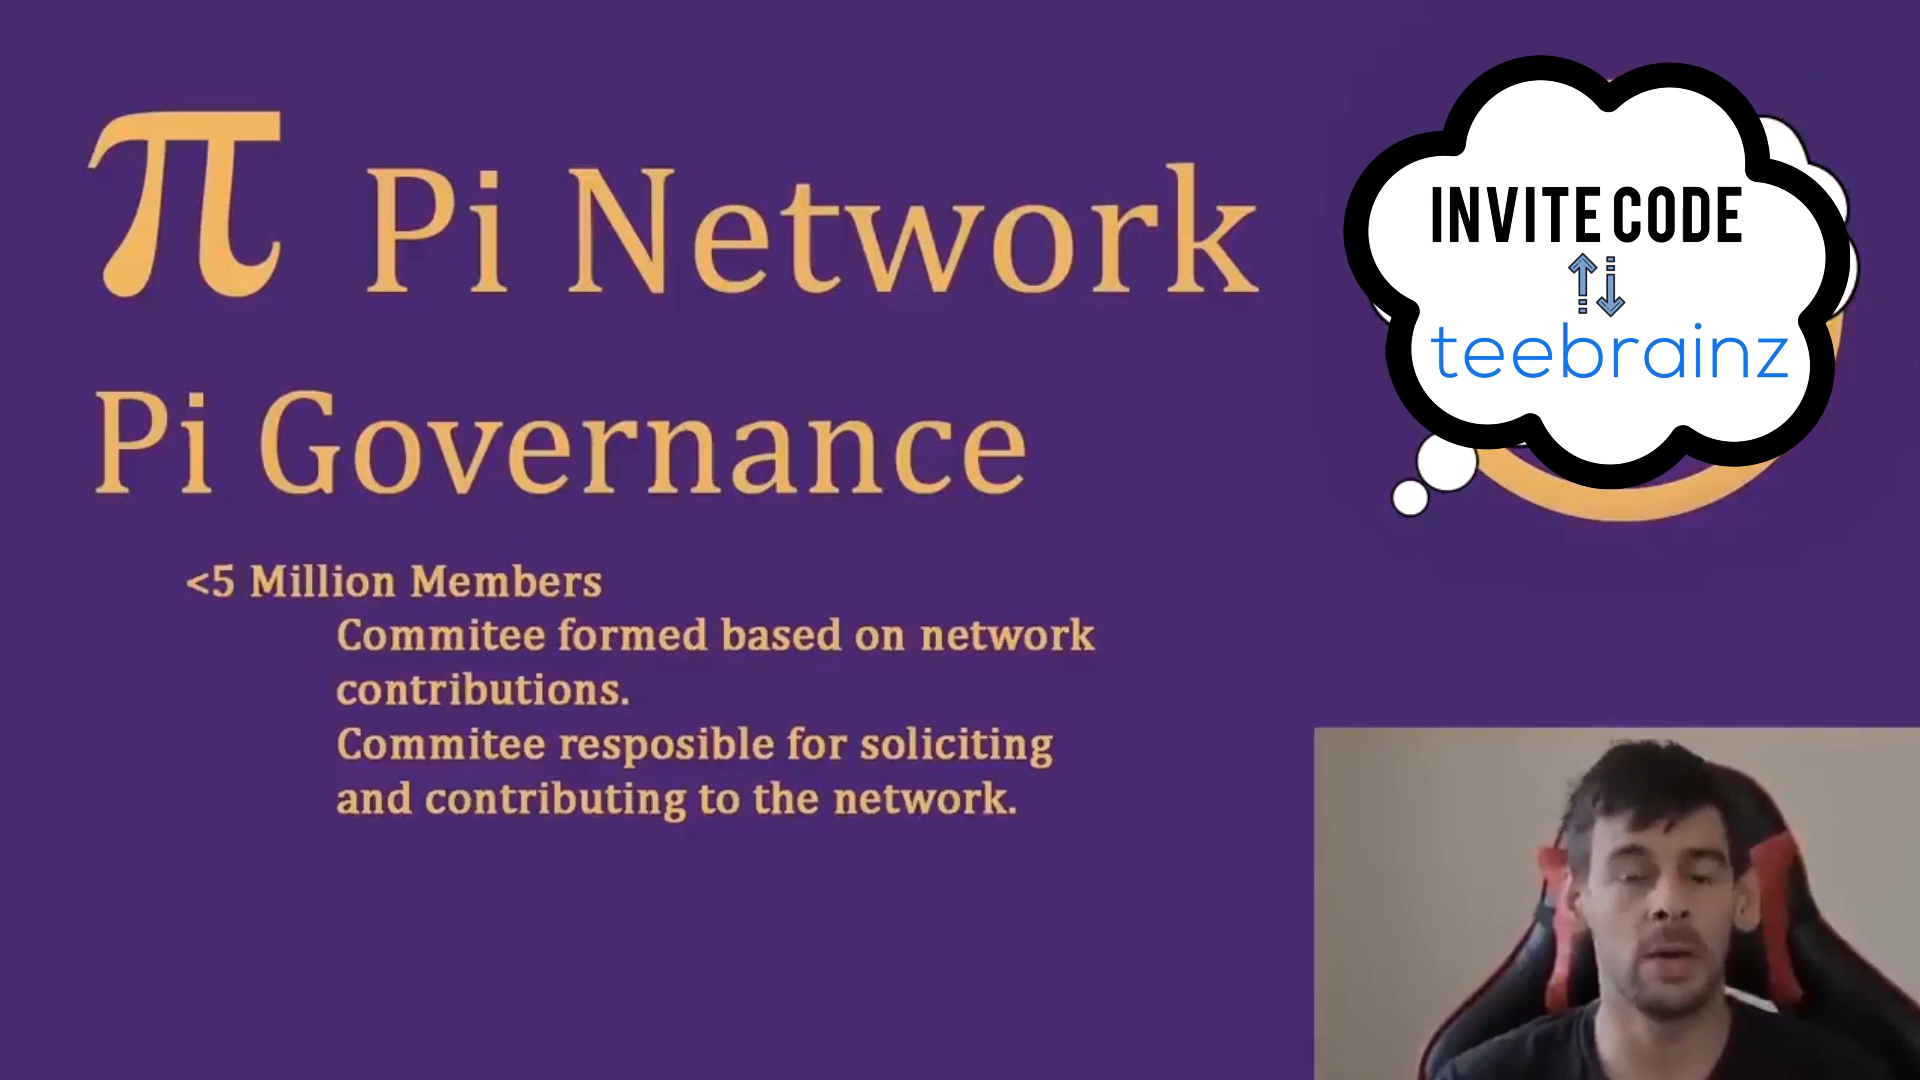 π Pi Network
INVITE CODE
teebrainz
Pi Governance
<5 Million Members
Commitee formed based on network
contributions.
Commitee resposible for soliciting
and contributing to the network.